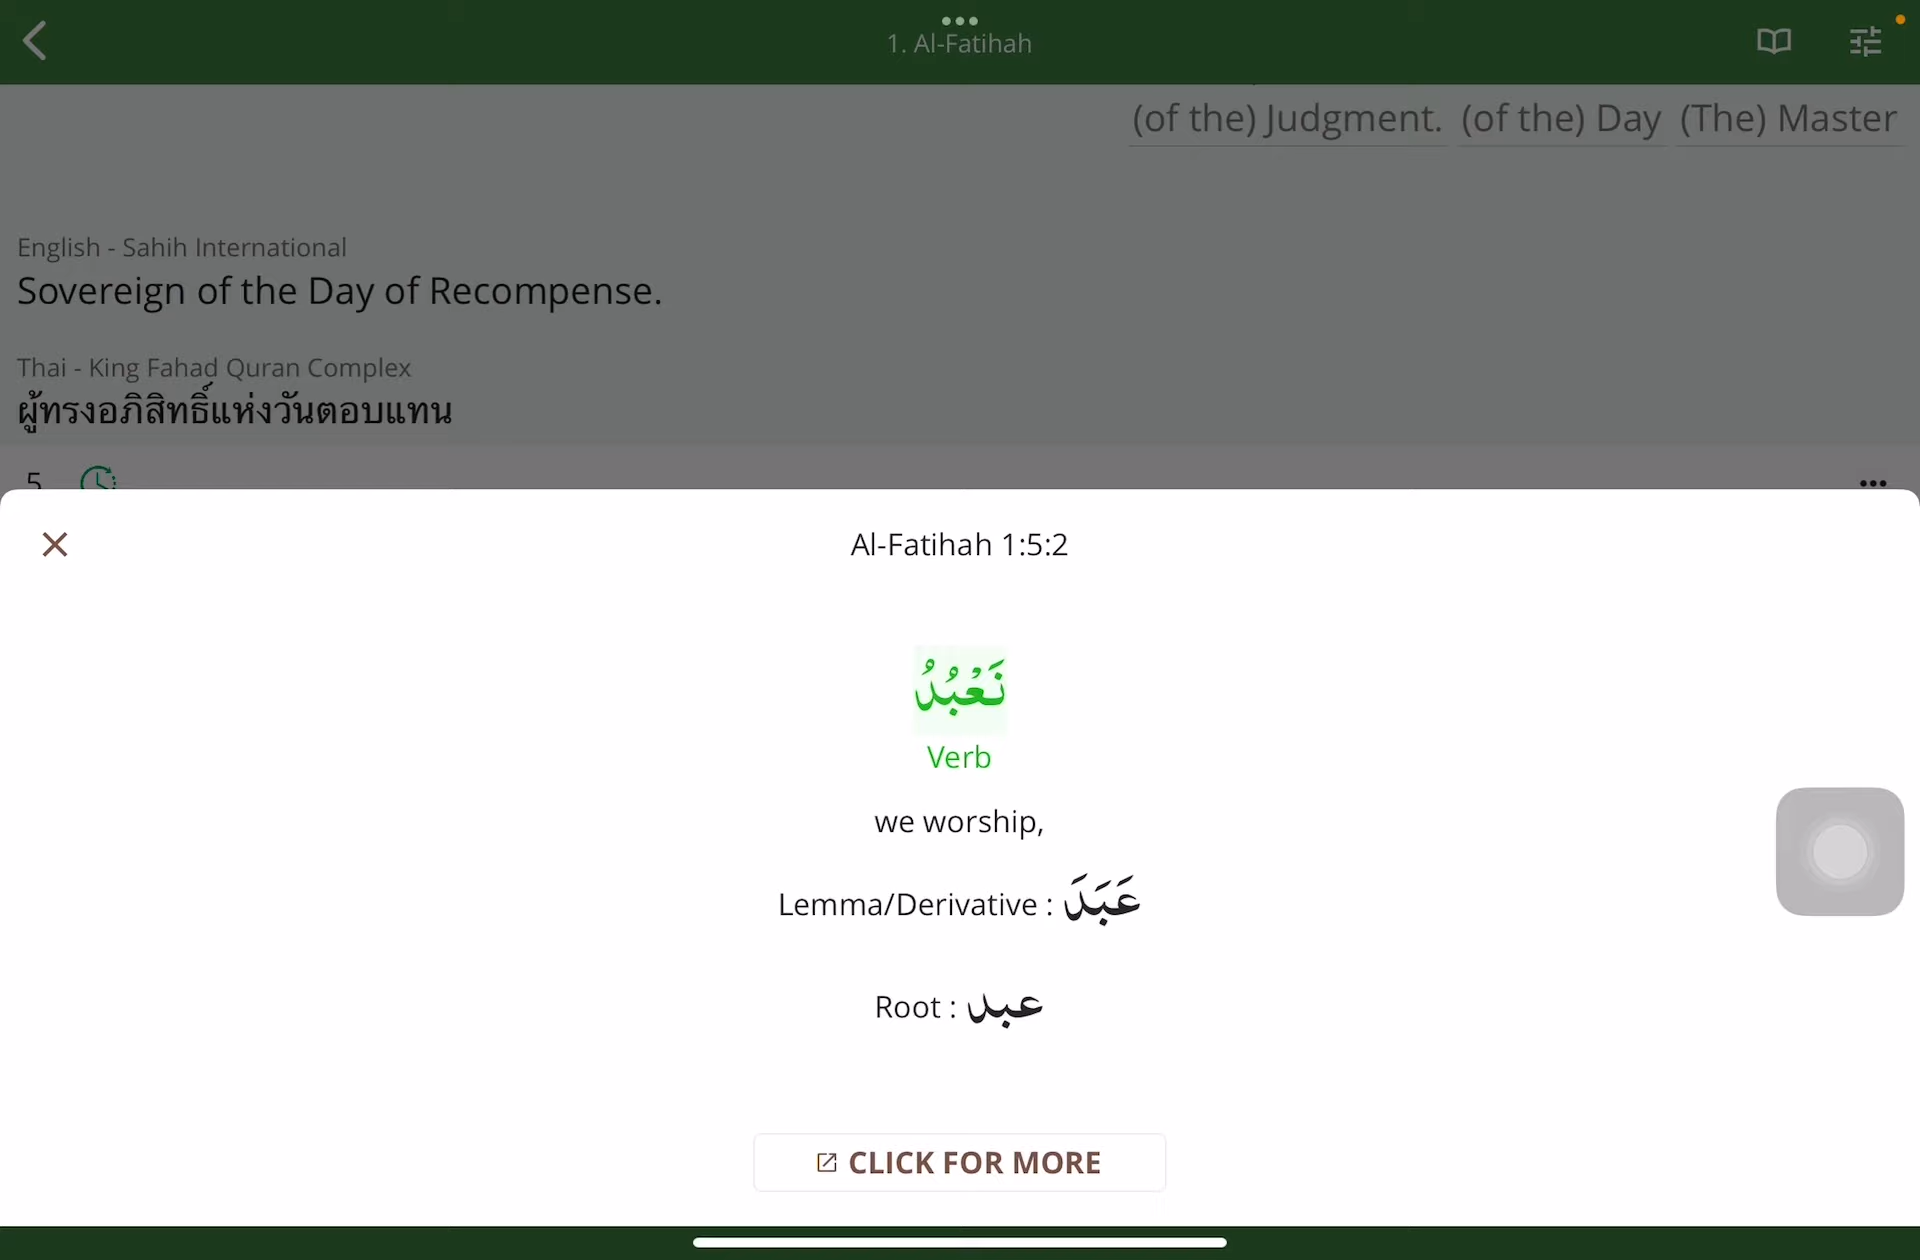 1. Al-Fatihah
(of the) Judgment. (of the) Day (The) Master
English - Sahih International
Sovereign of the Day of Recompense.
Thai - King Fahad Quran Complex
ผู้ทรงอภิสิทธิ์แห่งวันตอบแทน
5
Al-Fatihah 1:5:2
نَعْبُدُ
Verb
we worship,
Lemma/Derivative : عَبَدَ
Root : عبد
CLICK FOR MORE